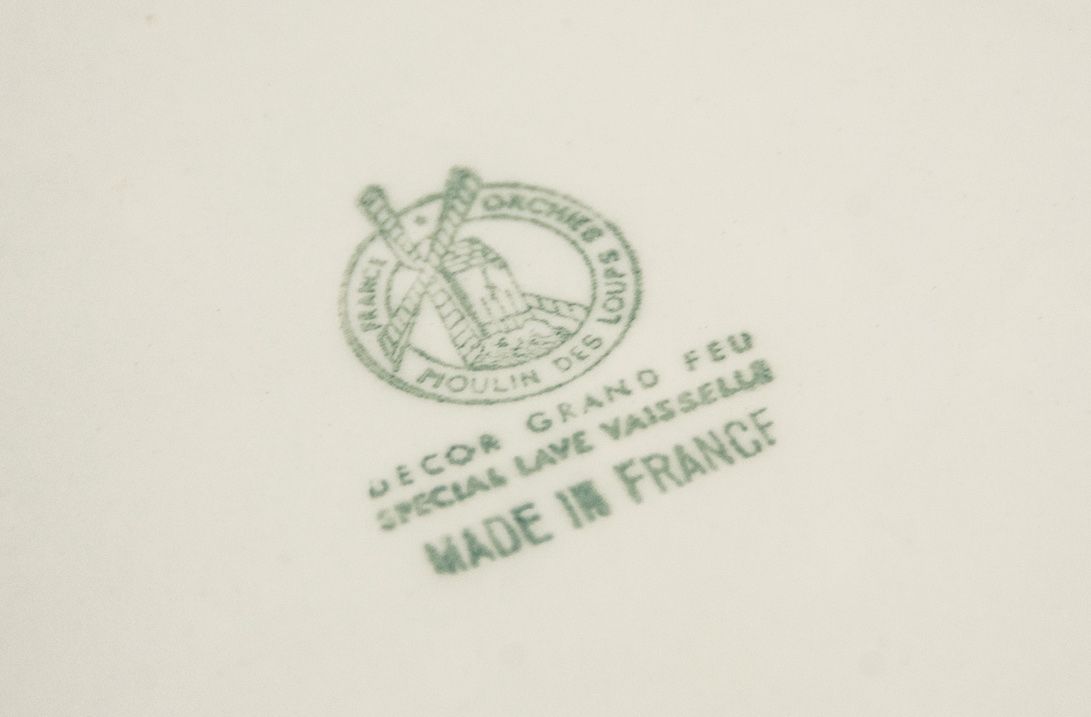 FRANCE * ORCHIES
MOULIN DES LOUPS
DECOR GRAND FEU
SPECIAL LAVE VAISSELLE
MADE IN FRANCE